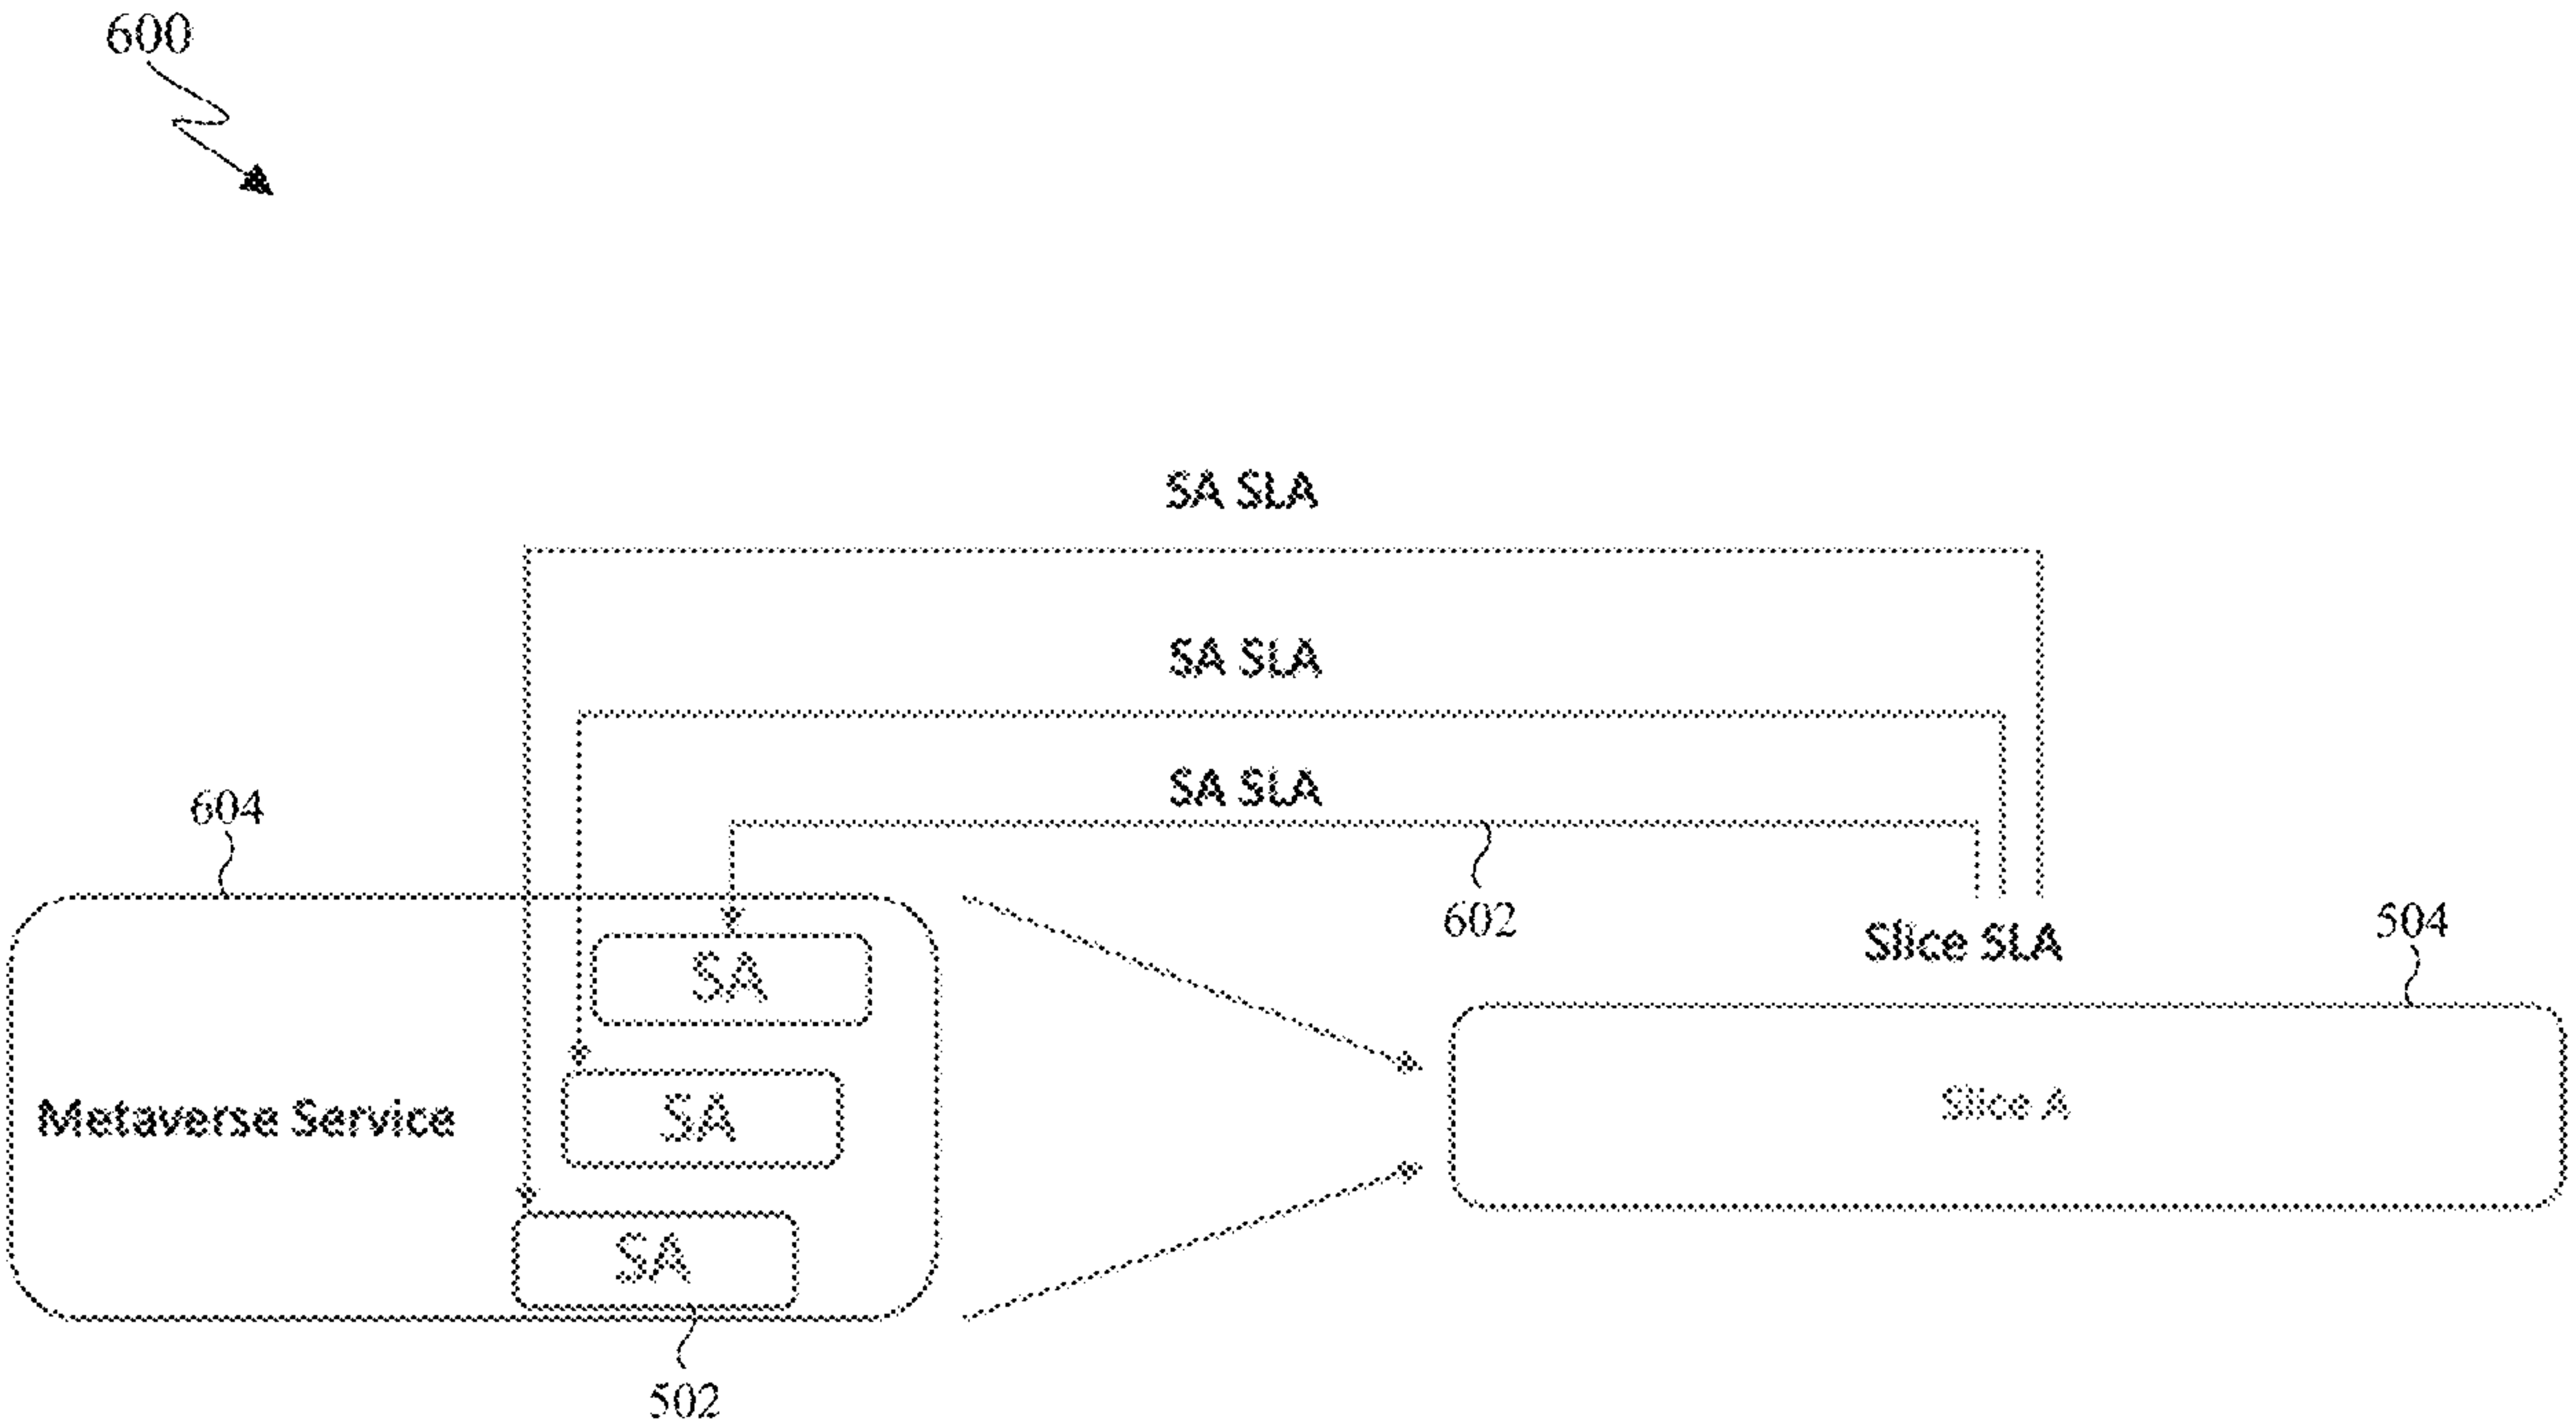 600
SA SLA
SA SLA
SA SLA
604
602
Slice SLA
504
SA
Metaverse Service
SA
Slice A
SA
502